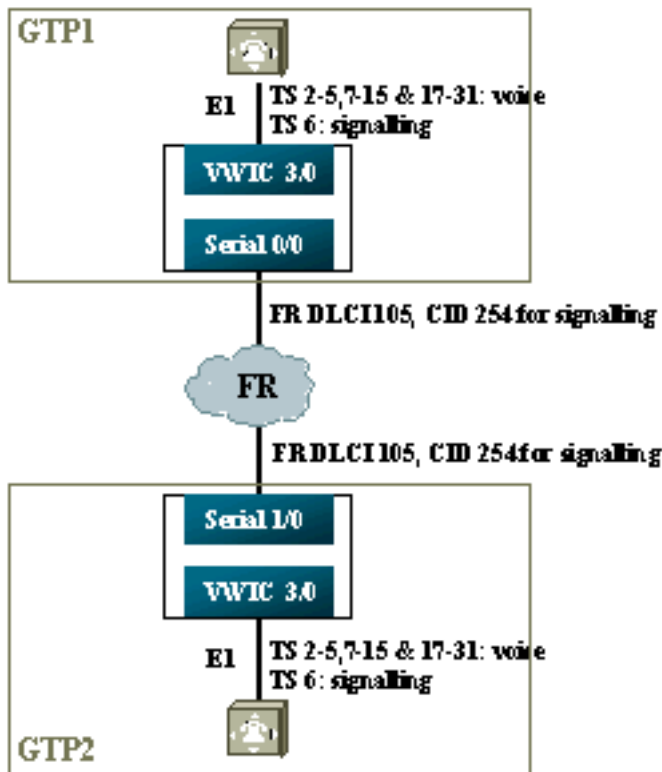 GTP1
E1
TS 2-5,7-15 & 17-31: voice
TS 6: signalling
VWIC 3/0
Serial 0/0
FR DLCI 105, CID 254 for signalling
FR
FR DLCI 105, CID 254 for signalling
Serial 1/0
VWIC 3/0
E1
TS 2-5,7-15 & 17-31: voice
TS 6: signalling
GTP2